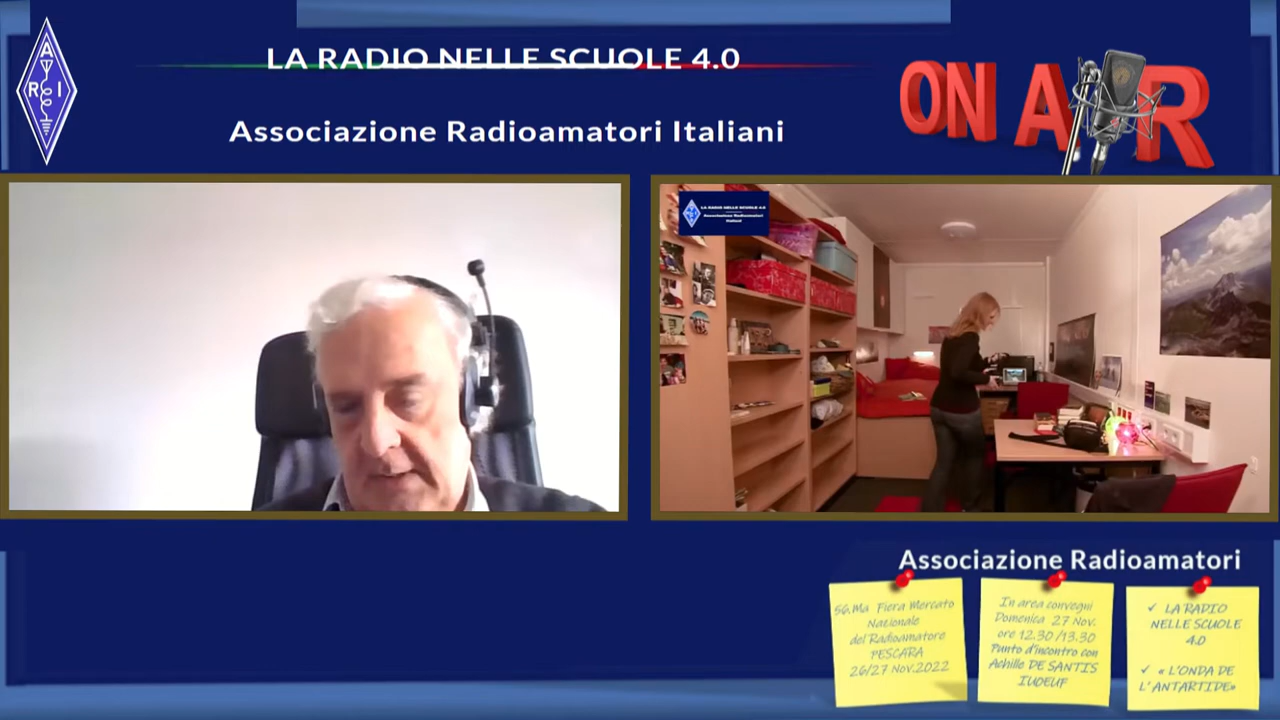 LA RADIO NELLE SCUOLE 4.0
Associazione Radioamatori Italiani
ARI
ON AIR
LA RADIO NELLE SCUOLE 4.0
Associazione Radioamatori
Italiani
Associazione Radioamatori
56.Ma Fiera Mercato
Nazionale
del Radioamatore
PESCARA
26/27 Nov.2022
In area convegni
Domenica 27 Nov.
ore 12.30 /13.30
Punto d'incontro con
Achille DE SANTIS
IU0EUF
✓ LA RADIO
NELLE SCUOLE
4.0
✓ « L'ONDA DE
L' ANTARTIDE»